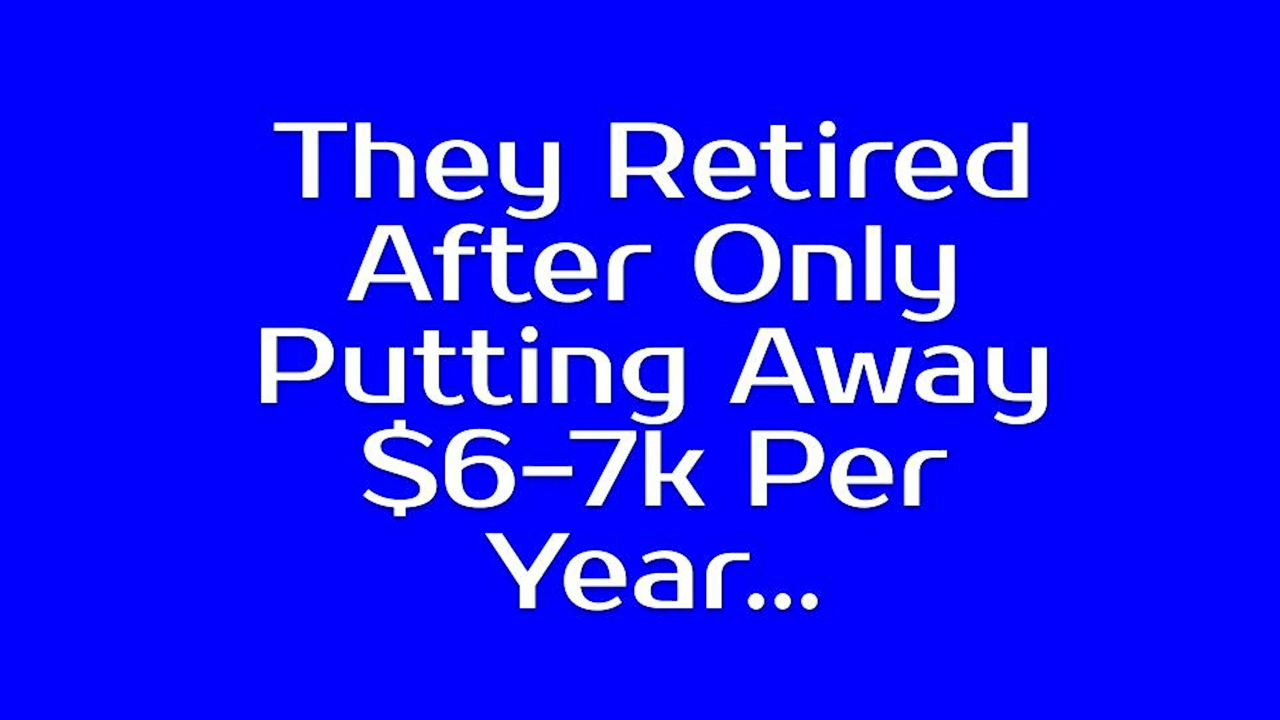 They Retired
After Only
Putting Away
$6-7k Per
Year...